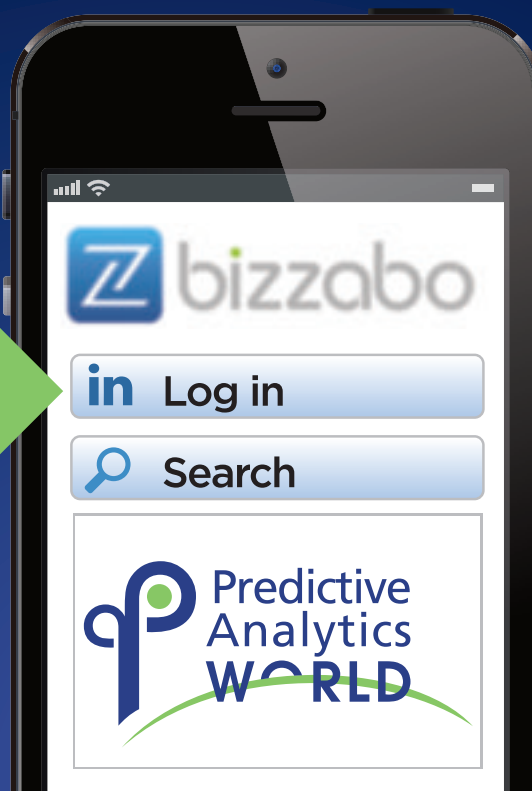 bizzabo
in Log in
Search
Predictive
Analytics
WORLD